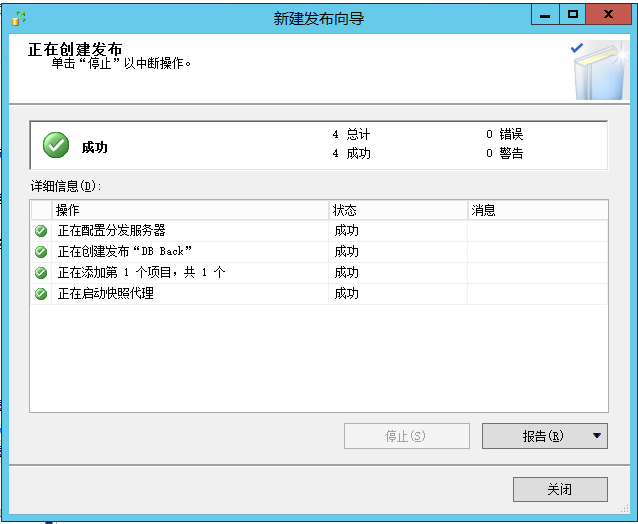 新建发布向导
正在创建发布
单击“停止”以中断操作。
成功
4 总计
0 错误
4 成功
0 警告
详细信息(D):
操作 状态 消息
正在配置分发服务器 成功
正在创建发布“DB Back” 成功
正在添加第 1 个项目，共 1 个 成功
正在启动快照代理 成功
停止(S) 报告(R)
关闭